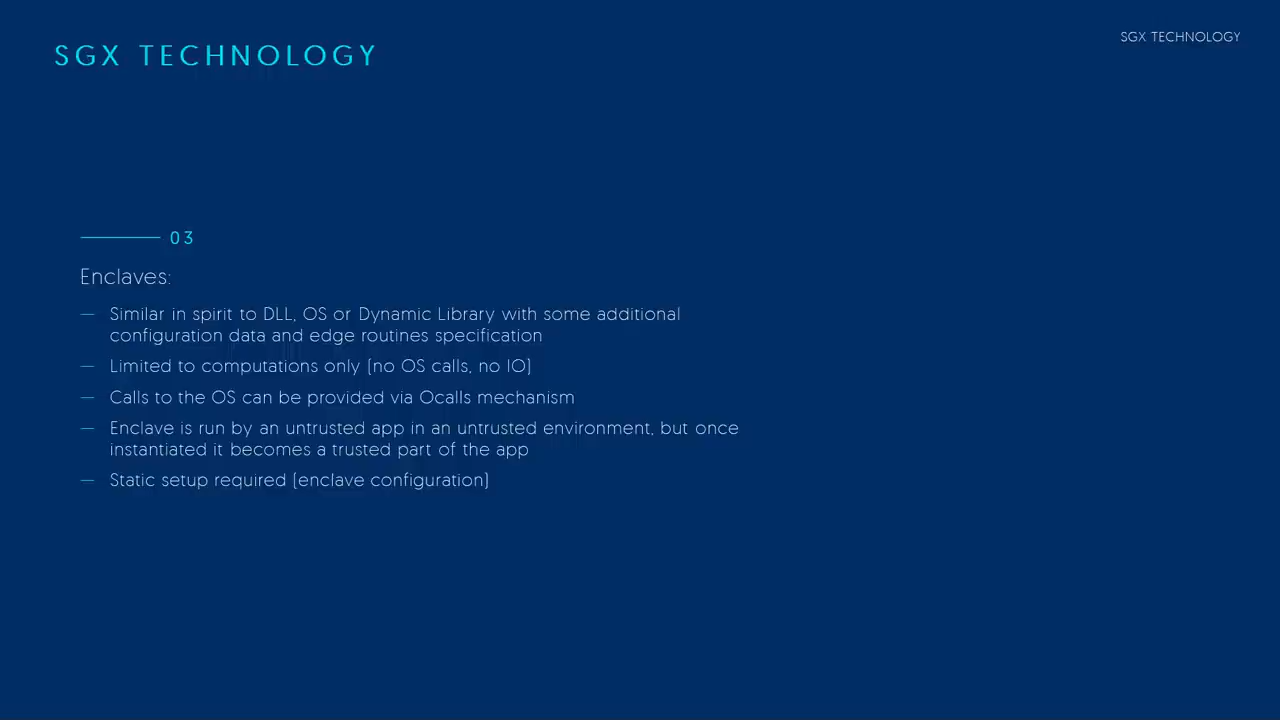 SGX TECHNOLOGY
SGX TECHNOLOGY
03
Enclaves:
— Similar in spirit to DLL, OS or Dynamic Library with some additional
configuration data and edge routines specification
— Limited to computations only (no OS calls, no IO)
— Calls to the OS can be provided via Ocalls mechanism
— Enclave is run by an untrusted app in an untrusted environment, but once
instantiated it becomes a trusted part of the app
— Static setup required (enclave configuration)